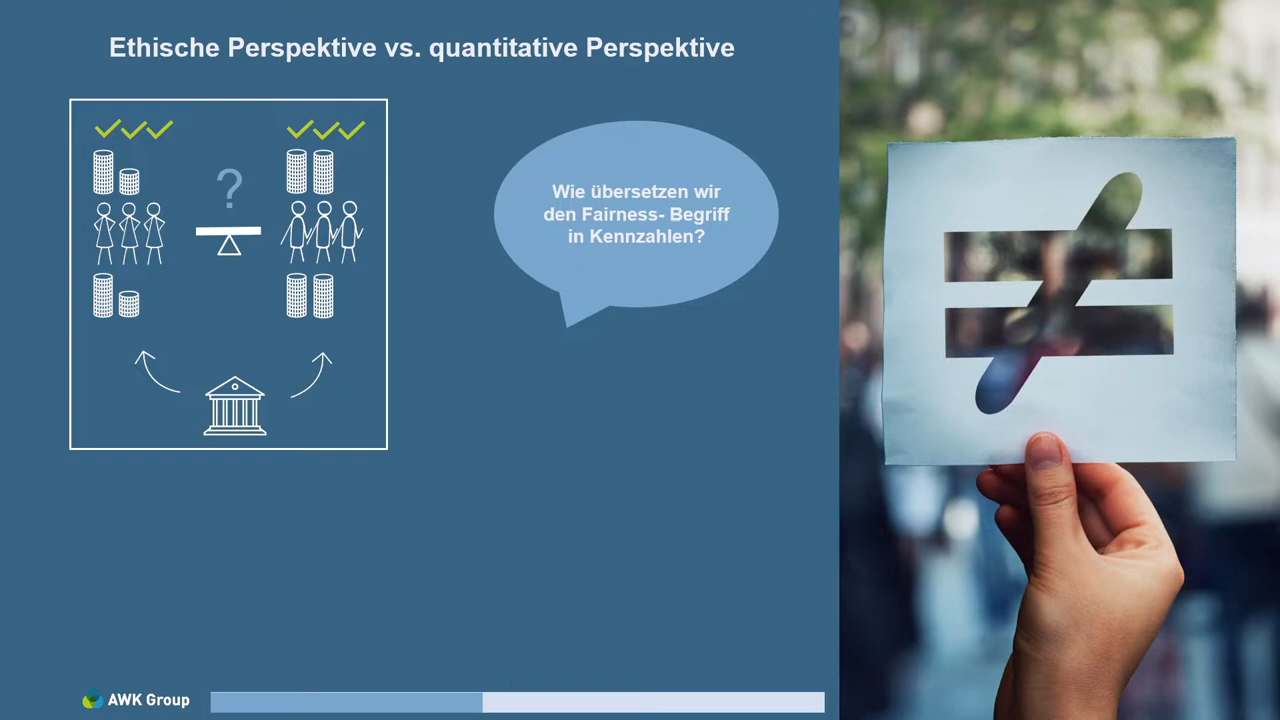 Ethische Perspektive vs. quantitative Perspektive
?
Wie übersetzen wir
den Fairness- Begriff
in Kennzahlen?
≠
AWK Group